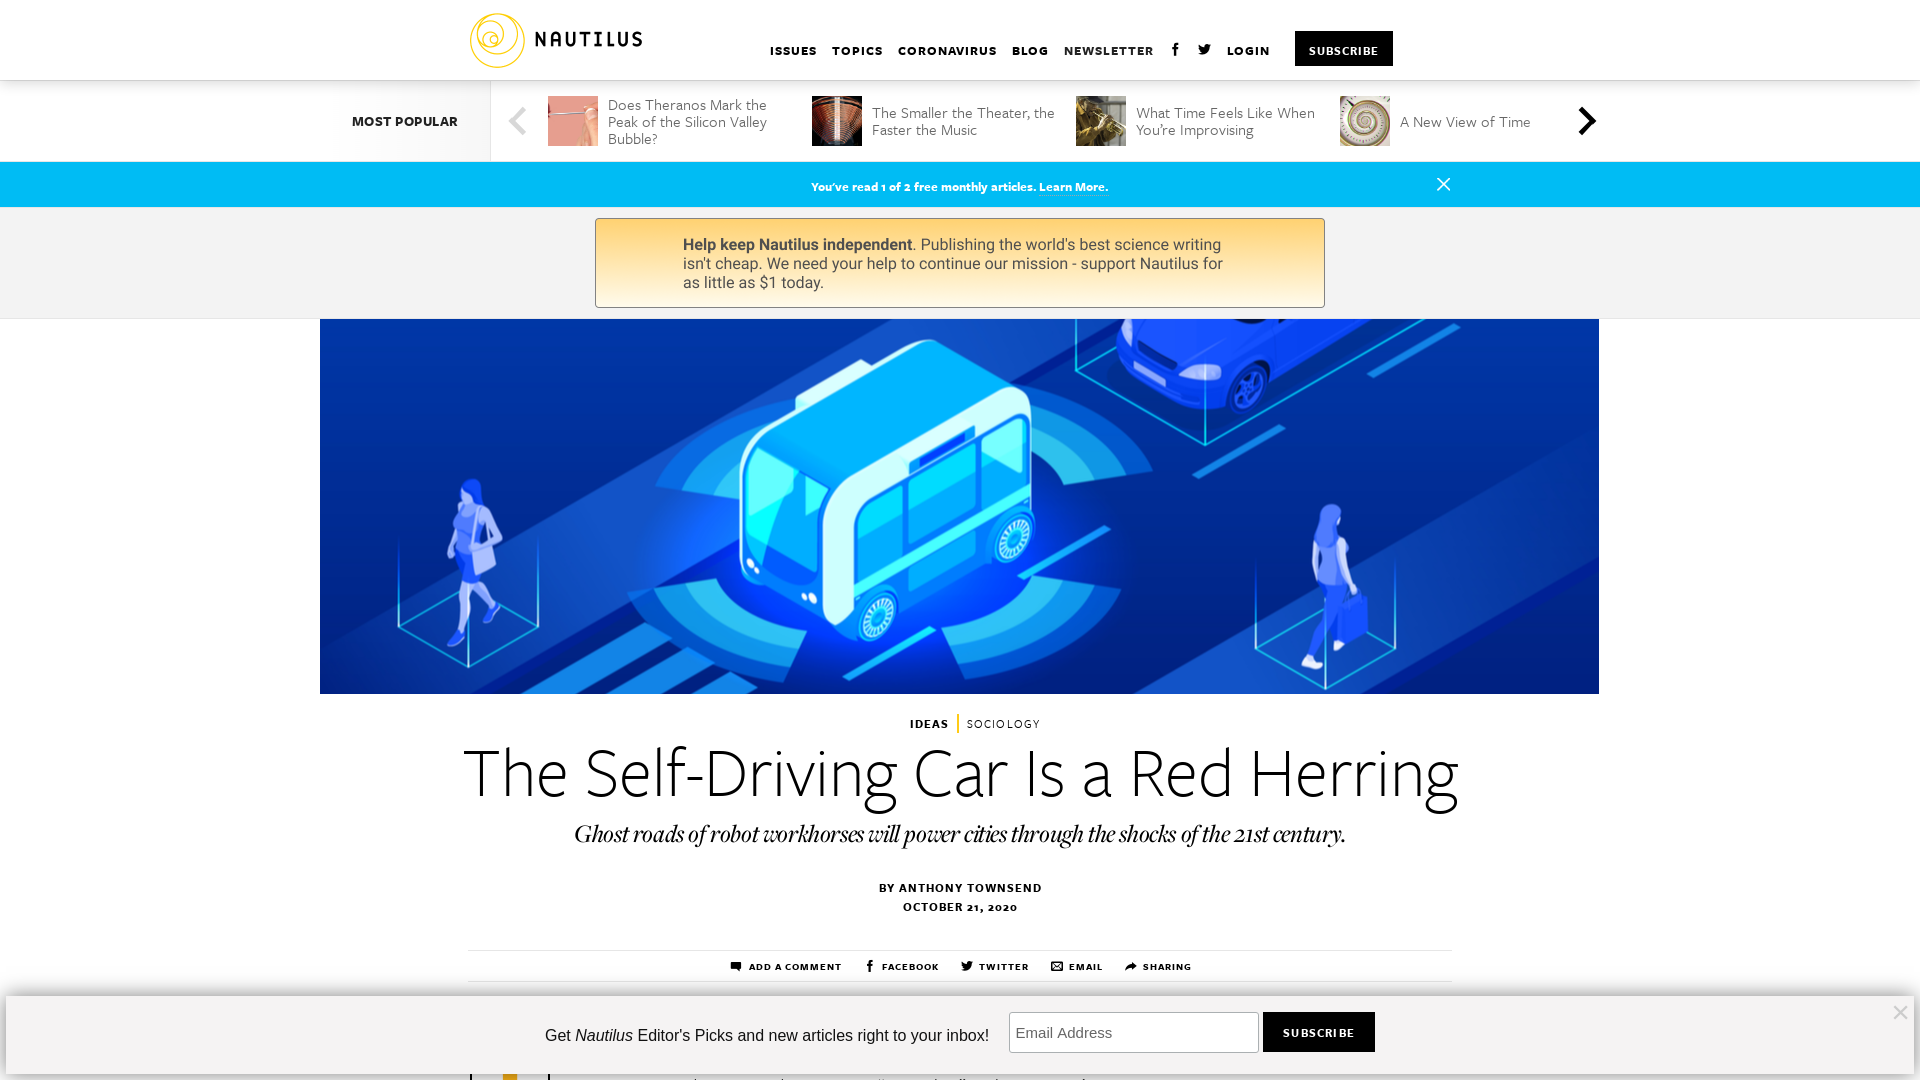 NAUTILUS
ISSUES TOPICS CORONAVIRUS BLOG NEWSLETTER LOGIN SUBSCRIBE
MOST POPULAR
Does Theranos Mark the
Peak of the Silicon Valley
Bubble?
The Smaller the Theater, the
Faster the Music
What Time Feels Like When
You’re Improvising
A New View of Time
You've read 1 of 2 free monthly articles. Learn More.
Help keep Nautilus independent. Publishing the world's best science writing
isn't cheap. We need your help to continue our mission - support Nautilus for
as little as $1 today.
IDEAS SOCIOLOGY
The Self-Driving Car Is a Red Herring
Ghost roads of robot workhorses will power cities through the shocks of the 21st century.
BY ANTHONY TOWNSEND
OCTOBER 21, 2020
ADD A COMMENT FACEBOOK TWITTER EMAIL SHARING
Get Nautilus Editor's Picks and new articles right to your inbox! Email Address SUBSCRIBE